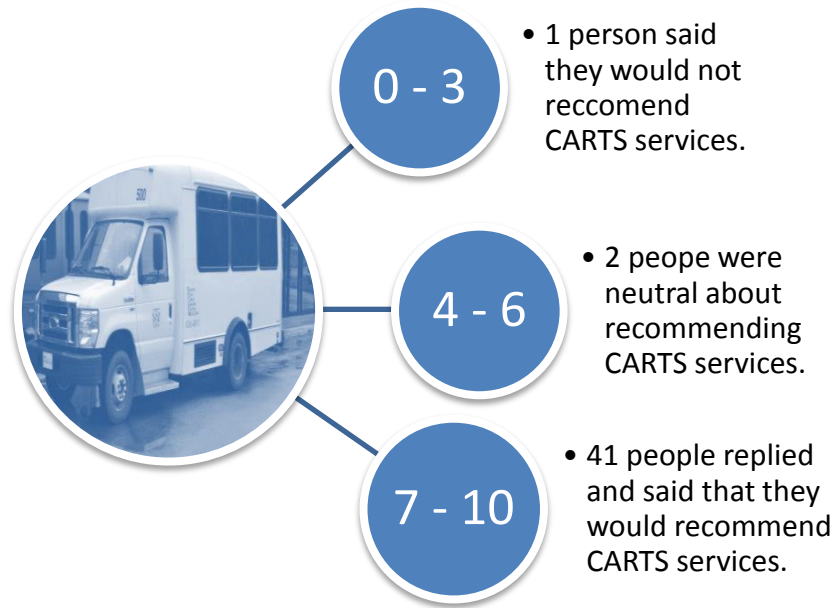 0 - 3
• 1 person said
they would not
reccomend
CARTS services.
500
4 - 6
• 2 peope were
neutral about
recommending
CARTS services.
7 - 10
• 41 people replied
and said that they
would recommend
CARTS services.